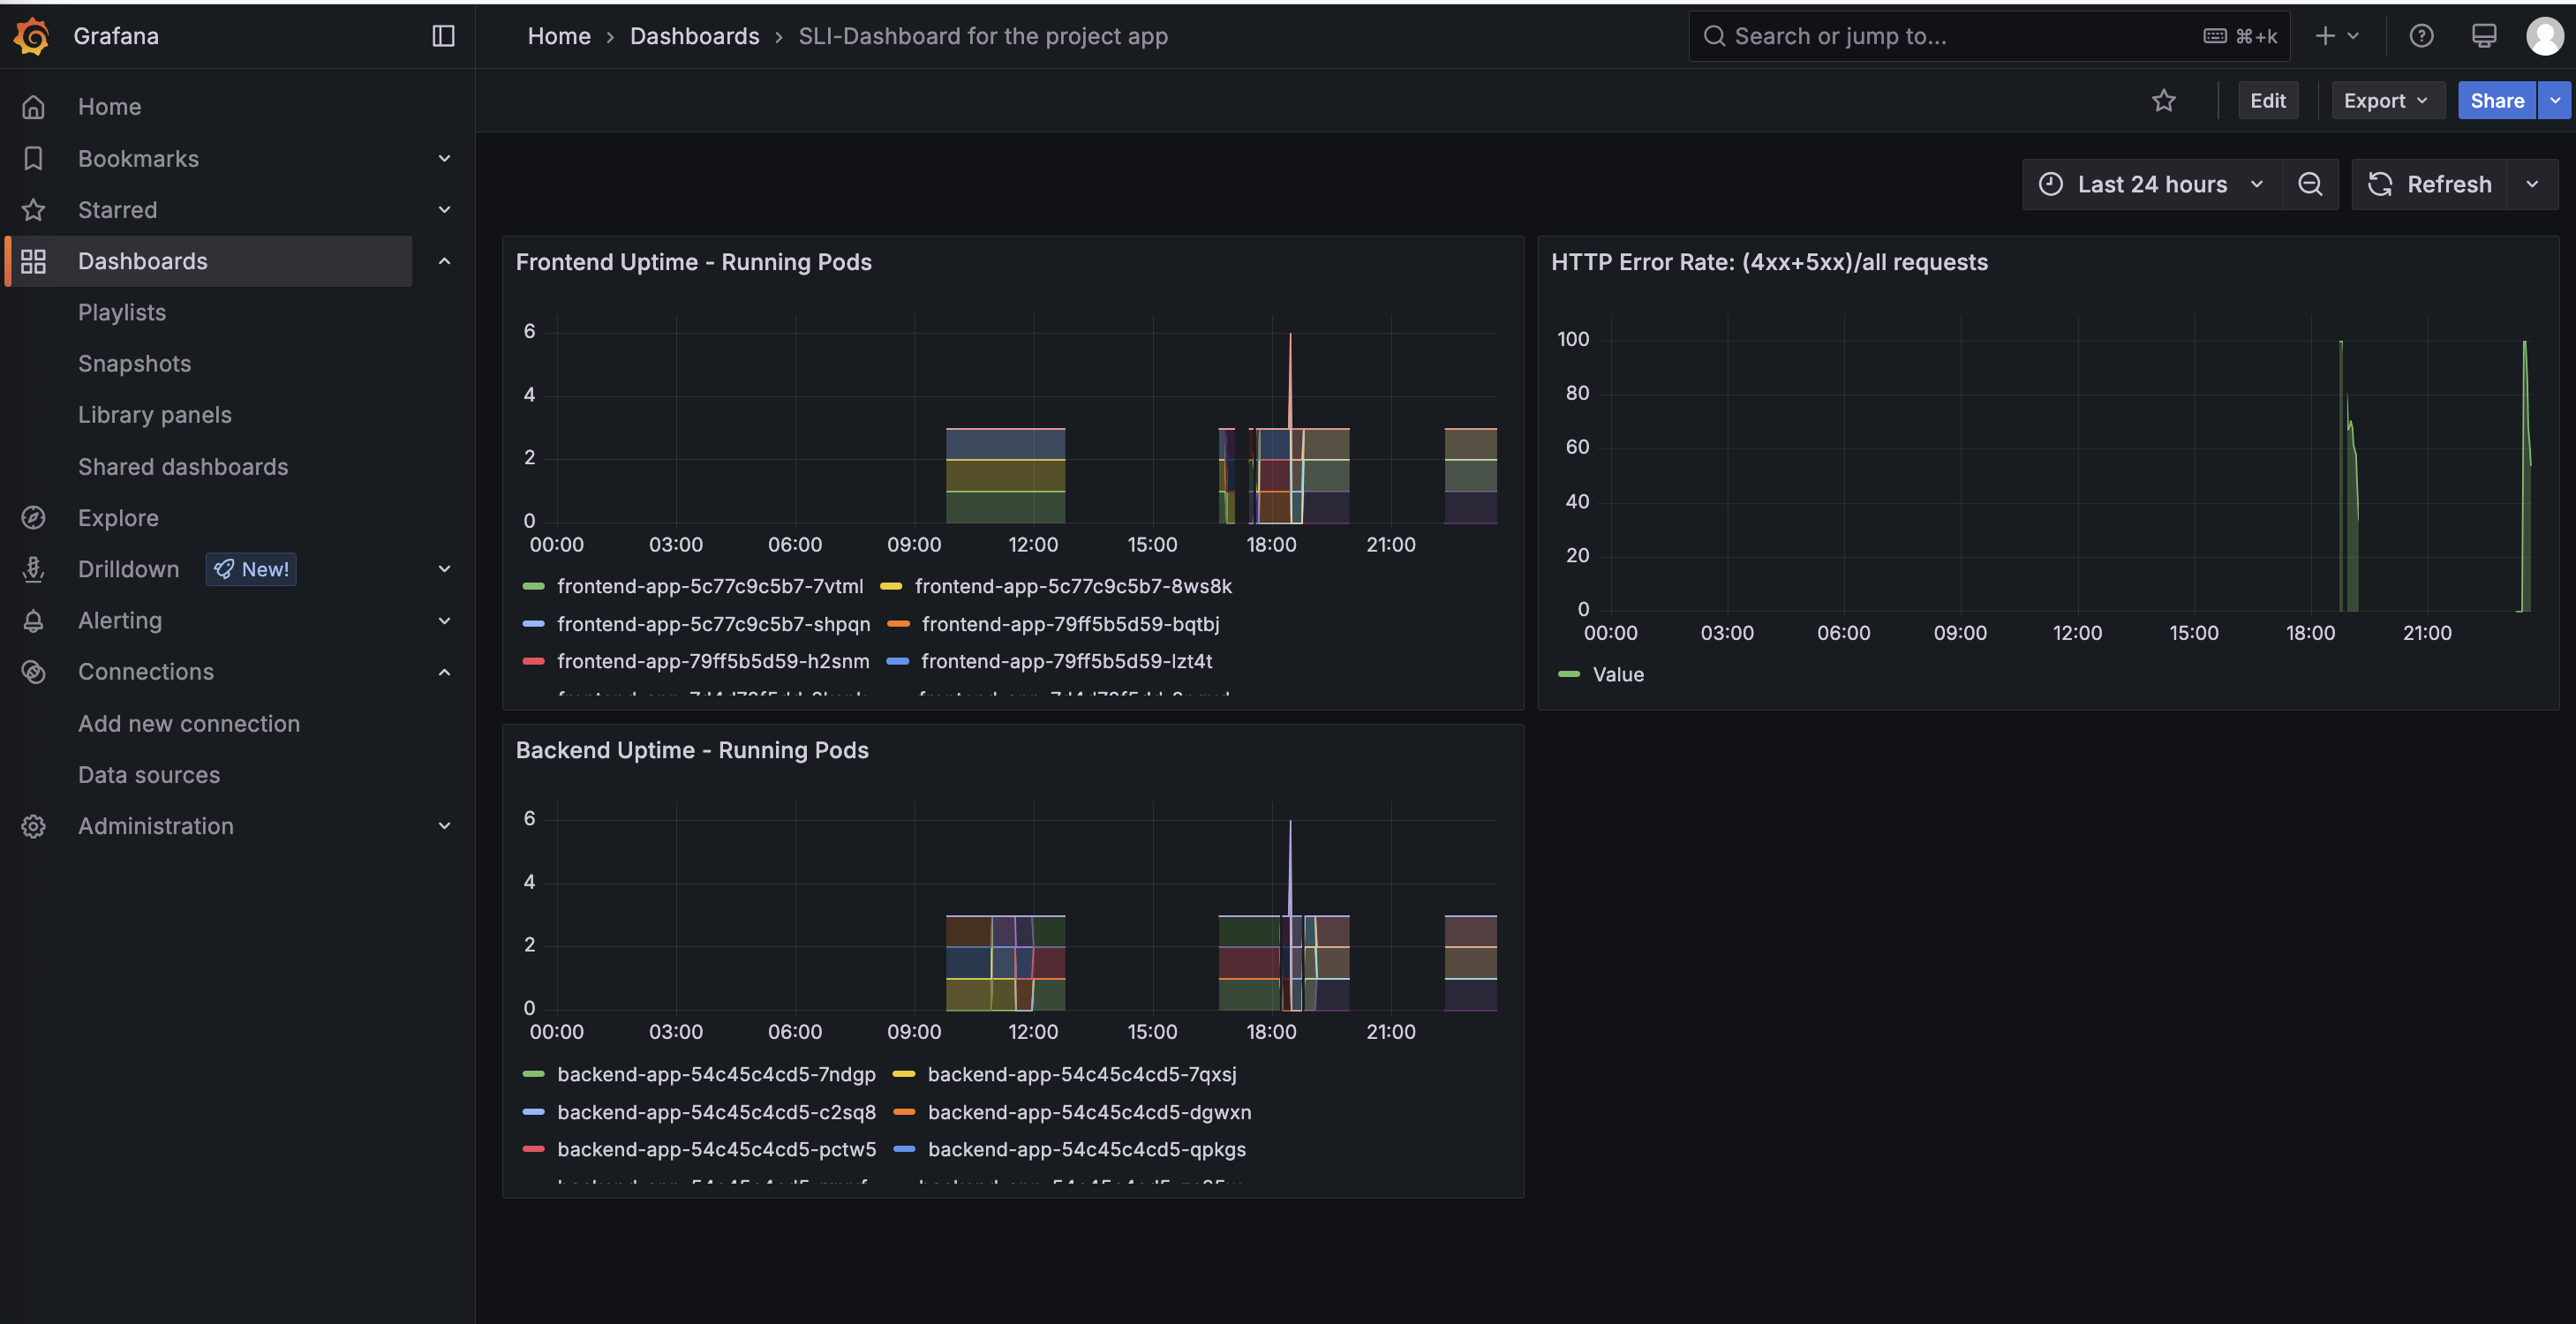 Grafana
Home › Dashboards › SLI-Dashboard for the project app
Search or jump to...
⌘+k
Home
Bookmarks
Starred
Dashboards
Playlists
Snapshots
Library panels
Shared dashboards
Explore
Drilldown New!
Alerting
Connections
Add new connection
Data sources
Administration
Edit
Export
Share
Last 24 hours
Refresh
Frontend Uptime - Running Pods
6
4
2
0
00:00 03:00 06:00 09:00 12:00 15:00 18:00 21:00
frontend-app-5c77c9c5b7-7vtml frontend-app-5c77c9c5b7-8ws8k
frontend-app-5c77c9c5b7-shpqn frontend-app-79ff5b5d59-bqtbj
frontend-app-79ff5b5d59-h2snm frontend-app-79ff5b5d59-lzt4t
HTTP Error Rate: (4xx+5xx)/all requests
100
80
60
40
20
0
00:00 03:00 06:00 09:00 12:00 15:00 18:00 21:00
Value
Backend Uptime - Running Pods
6
4
2
0
00:00 03:00 06:00 09:00 12:00 15:00 18:00 21:00
backend-app-54c45c4cd5-7ndgp backend-app-54c45c4cd5-7qxsj
backend-app-54c45c4cd5-c2sq8 backend-app-54c45c4cd5-dgwxn
backend-app-54c45c4cd5-pctw5 backend-app-54c45c4cd5-qpkgs